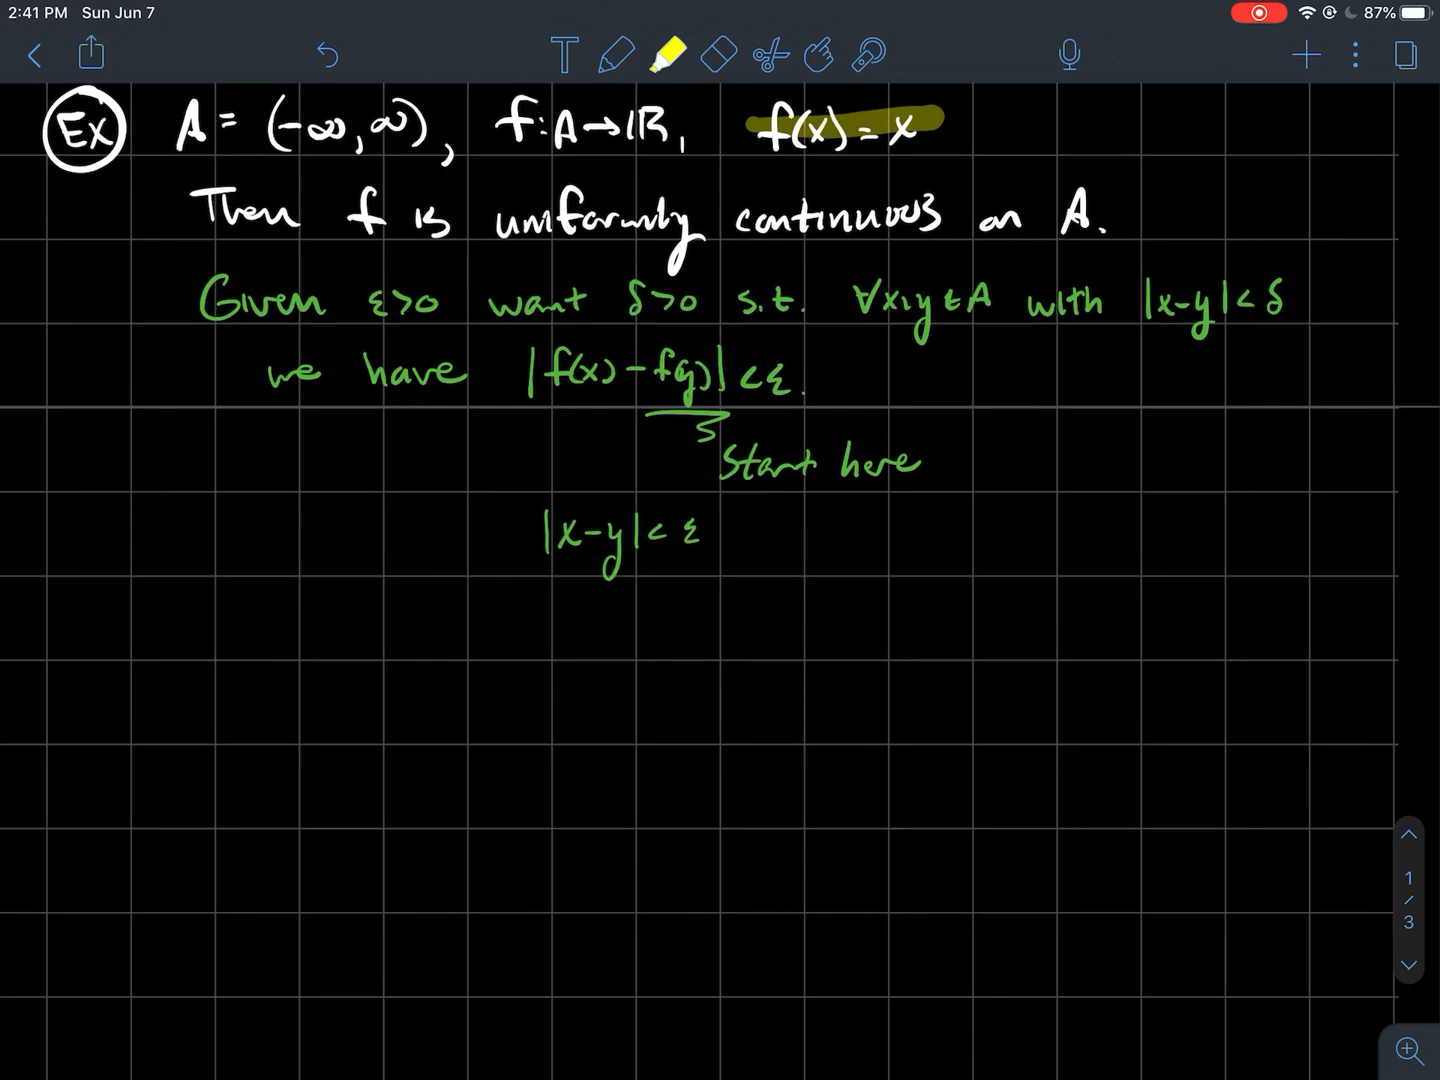 2:41 PM Sun Jun 7 87%
Ex A = (-∞, ∞), f: A → ℝ, f(x) = x
Then f is uniformly continuous on A.
Given ε>0 want δ>0 s.t. ∀x,y ∈ A with |x-y| < δ
we have |f(x) - f(y)| < ε.
Start here
|x-y| < ε
1
/
3